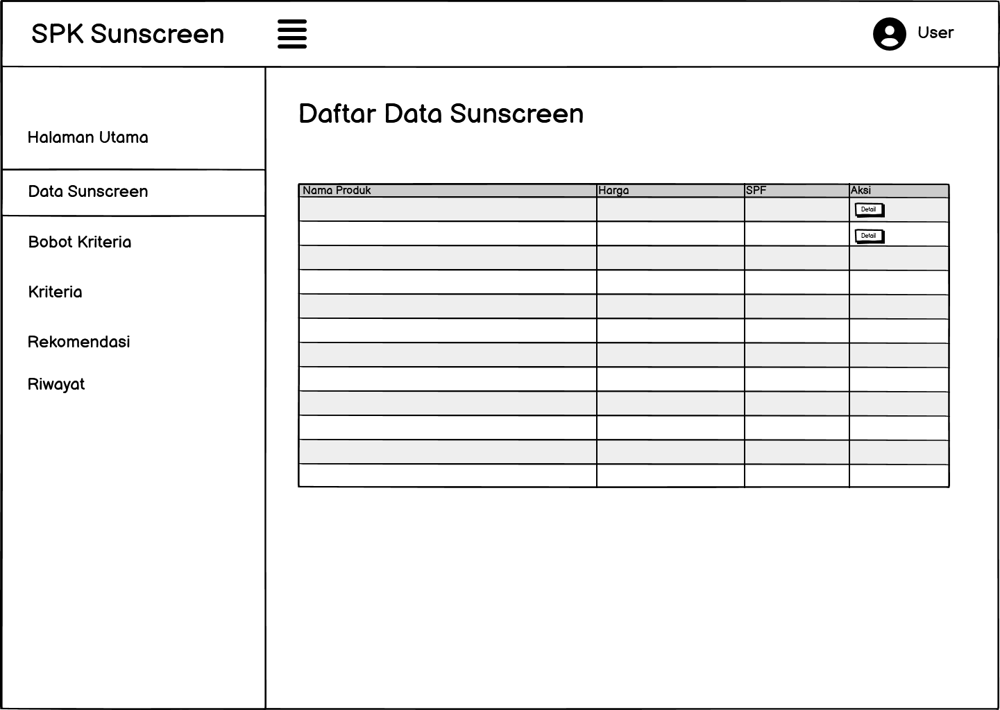 SPK Sunscreen
User
Halaman Utama
Data Sunscreen
Bobot Kriteria
Kriteria
Rekomendasi
Riwayat
Daftar Data Sunscreen
Nama Produk Harga SPF Aksi
Detail
Detail